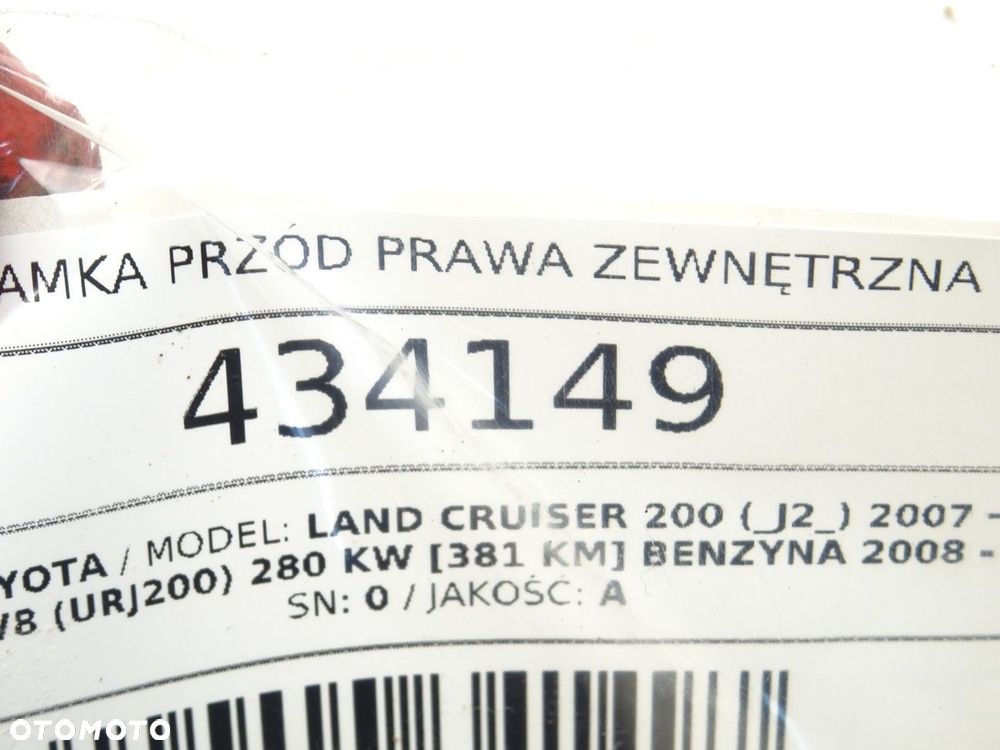 AMKA PRZÓD PRAWA ZEWNĘTRZNA
434149
YOTA / MODEL: LAND CRUISER 200 (_J2_) 2007 -
V8 (URJ200) 280 KW [381 KM] BENZYNA 2008 -
SN: 0 / JAKOŚĆ: A
OTOMOTO